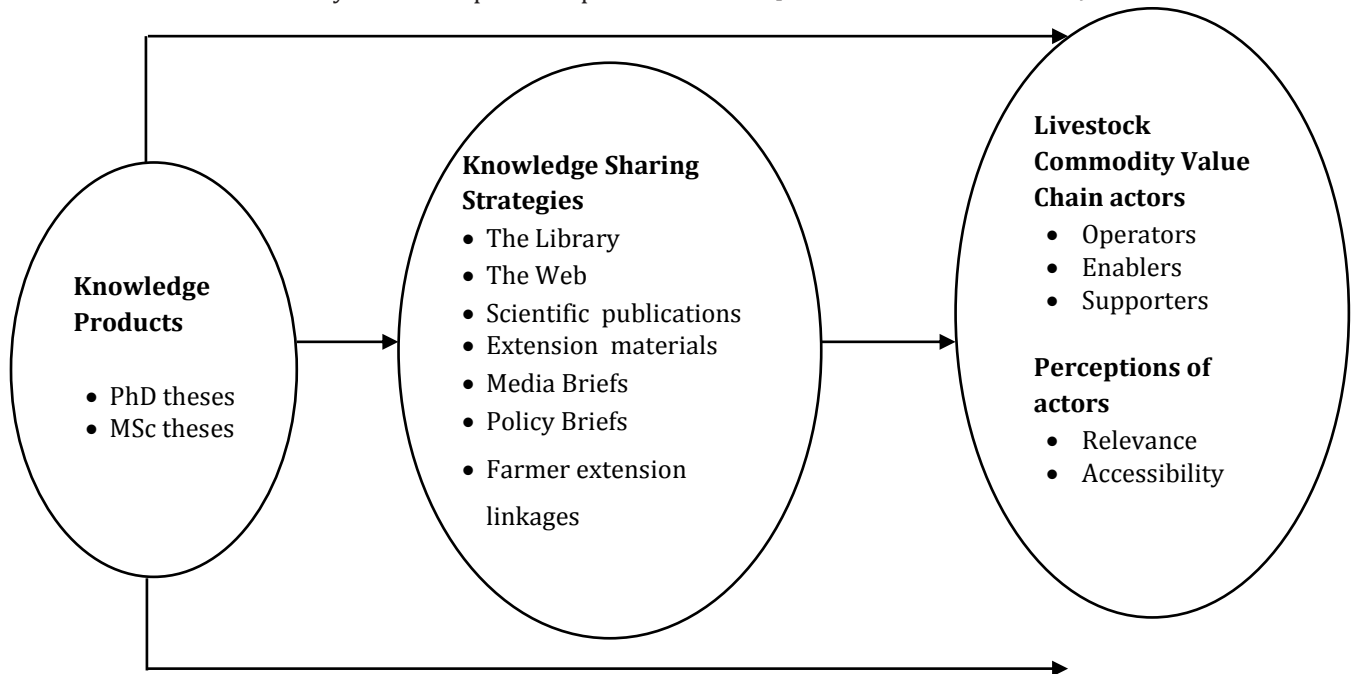 Knowledge
Products
• PhD theses
• MSc theses
Knowledge Sharing
Strategies
• The Library
• The Web
• Scientific publications
• Extension materials
• Media Briefs
• Policy Briefs
• Farmer extension
linkages
Livestock
Commodity Value
Chain actors
• Operators
• Enablers
• Supporters
Perceptions of
actors
• Relevance
• Accessibility